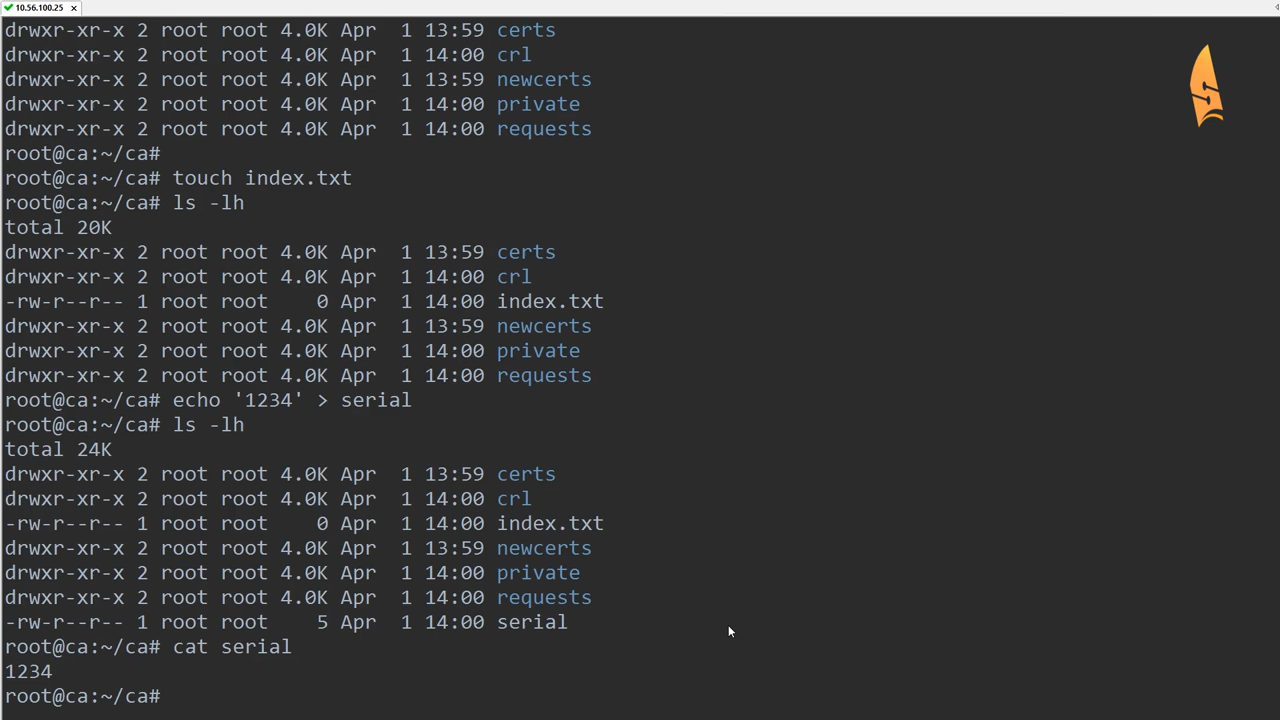 10.56.100.25 x
drwxr-xr-x 2 root root 4.0K Apr  1 13:59 certs
drwxr-xr-x 2 root root 4.0K Apr  1 14:00 crl
drwxr-xr-x 2 root root 4.0K Apr  1 13:59 newcerts
drwxr-xr-x 2 root root 4.0K Apr  1 14:00 private
drwxr-xr-x 2 root root 4.0K Apr  1 14:00 requests
root@ca:~/ca#
root@ca:~/ca# touch index.txt
root@ca:~/ca# ls -lh
total 20K
drwxr-xr-x 2 root root 4.0K Apr  1 13:59 certs
drwxr-xr-x 2 root root 4.0K Apr  1 14:00 crl
-rw-r--r-- 1 root root    0 Apr  1 14:00 index.txt
drwxr-xr-x 2 root root 4.0K Apr  1 13:59 newcerts
drwxr-xr-x 2 root root 4.0K Apr  1 14:00 private
drwxr-xr-x 2 root root 4.0K Apr  1 14:00 requests
root@ca:~/ca# echo '1234' > serial
root@ca:~/ca# ls -lh
total 24K
drwxr-xr-x 2 root root 4.0K Apr  1 13:59 certs
drwxr-xr-x 2 root root 4.0K Apr  1 14:00 crl
-rw-r--r-- 1 root root    0 Apr  1 14:00 index.txt
drwxr-xr-x 2 root root 4.0K Apr  1 13:59 newcerts
drwxr-xr-x 2 root root 4.0K Apr  1 14:00 private
drwxr-xr-x 2 root root 4.0K Apr  1 14:00 requests
-rw-r--r-- 1 root root    5 Apr  1 14:00 serial
root@ca:~/ca# cat serial
1234
root@ca:~/ca#